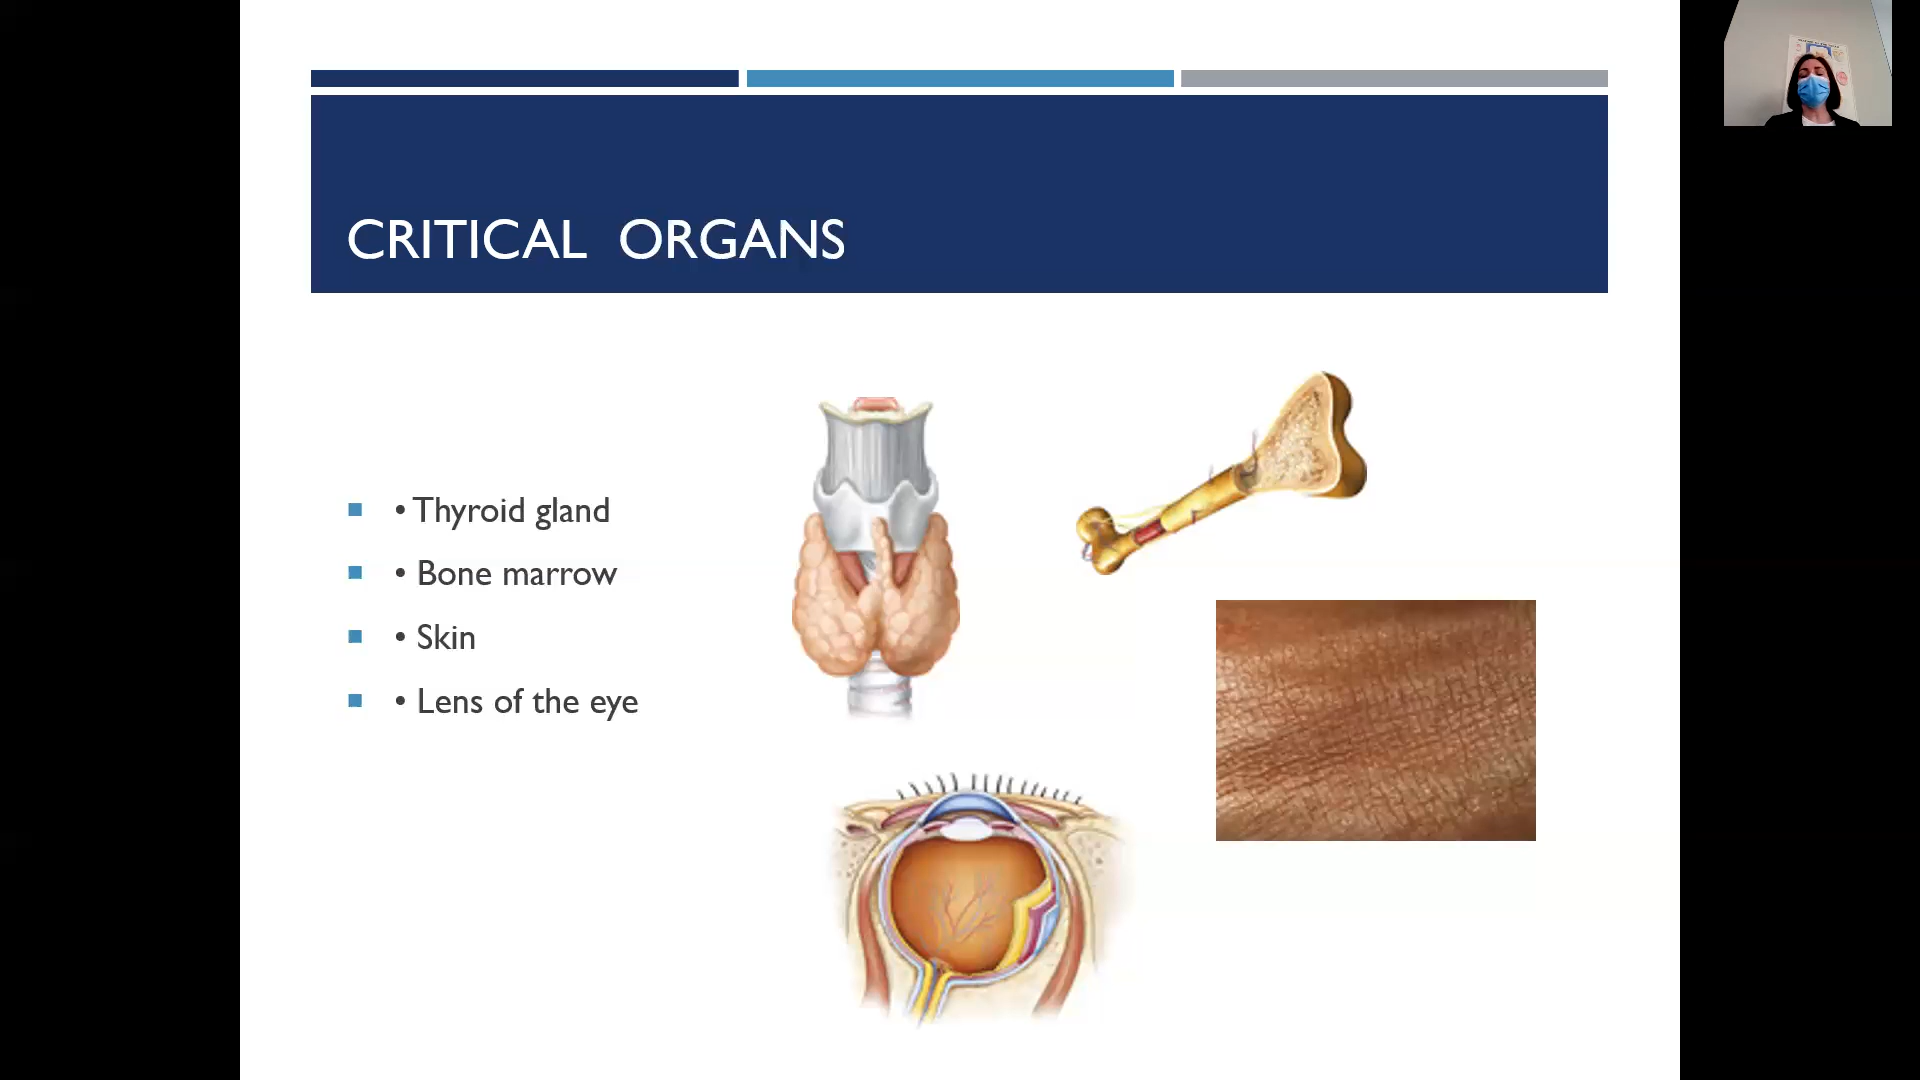 CRITICAL ORGANS
• Thyroid gland
• Bone marrow
• Skin
• Lens of the eye